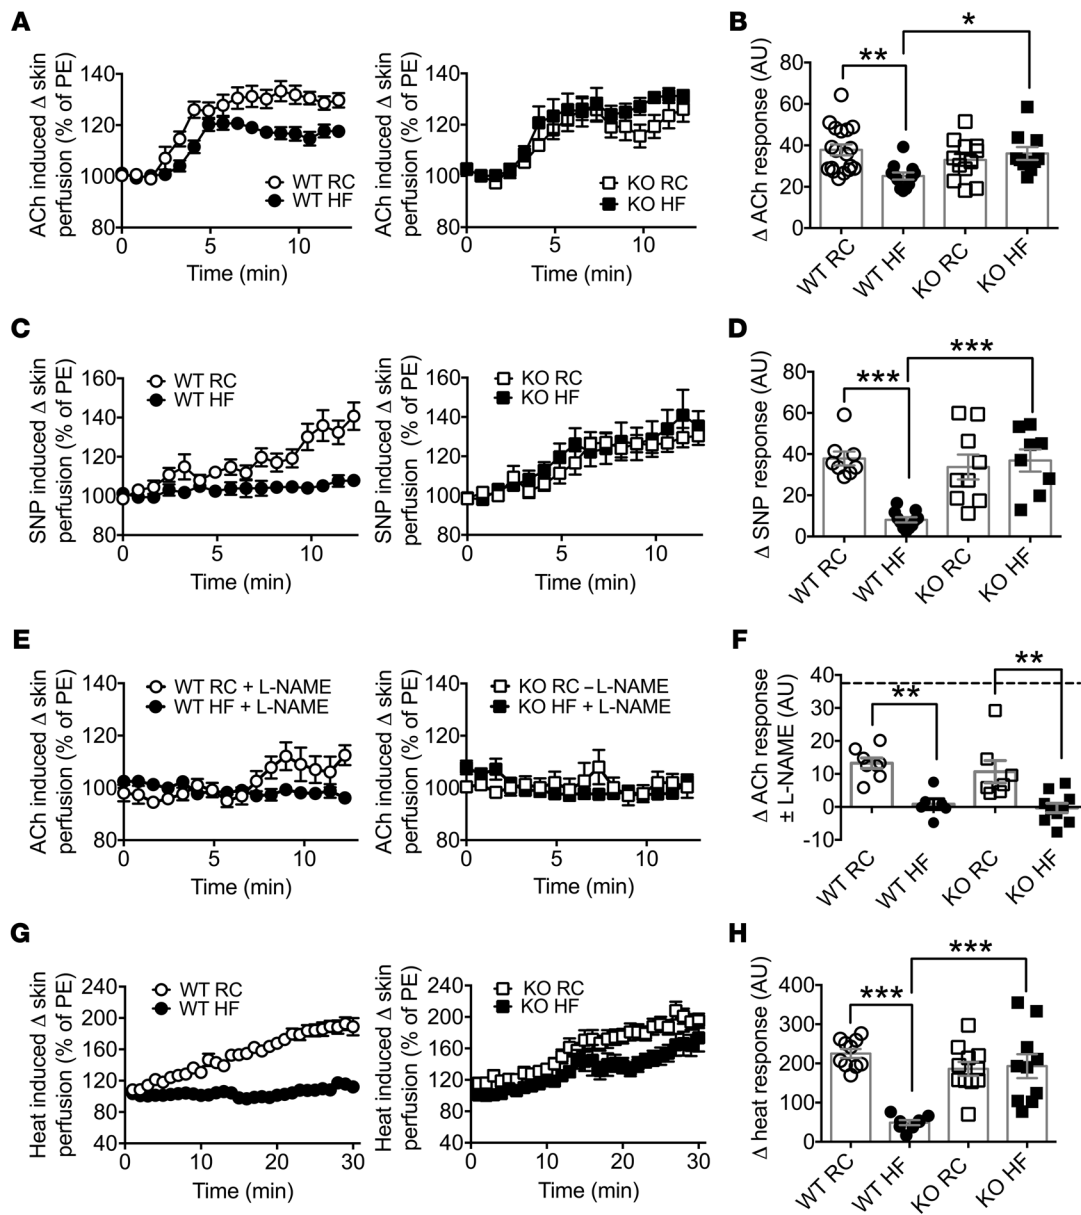 A
ACh induced Δ skin
perfusion (% of PE)
140
120
100
80
0
5
10
Time (min)
WT RC
WT HF
ACh induced Δ skin
perfusion (% of PE)
140
120
100
80
0
5
10
Time (min)
KO RC
KO HF
B
Δ ACh response (AU)
80
60
40
20
0
**
*
WT RC
WT HF
KO RC
KO HF
C
SNP induced Δ skin
perfusion (% of PE)
160
140
120
100
80
0
5
10
Time (min)
WT RC
WT HF
SNP induced Δ skin
perfusion (% of PE)
160
140
120
100
80
0
5
10
Time (min)
KO RC
KO HF
D
Δ SNP response (AU)
80
60
40
20
0
***
***
WT RC
WT HF
KO RC
KO HF
E
ACh induced Δ skin
perfusion (% of PE)
140
120
100
80
0
5
10
Time (min)
WT RC + L-NAME
WT HF + L-NAME
ACh induced Δ skin
perfusion (% of PE)
140
120
100
80
0
5
10
Time (min)
KO RC – L-NAME
KO HF + L-NAME
F
Δ ACh response
± L-NAME (AU)
40
30
20
10
0
-10
**
**
WT RC
WT HF
KO RC
KO HF
G
Heat induced Δ skin
perfusion (% of PE)
240
200
160
120
80
40
0
10
20
30
Time (min)
WT RC
WT HF
Heat induced Δ skin
perfusion (% of PE)
240
200
160
120
80
40
0
10
20
30
Time (min)
KO RC
KO HF
H
Δ heat response (AU)
400
300
200
100
0
***
***
WT RC
WT HF
KO RC
KO HF